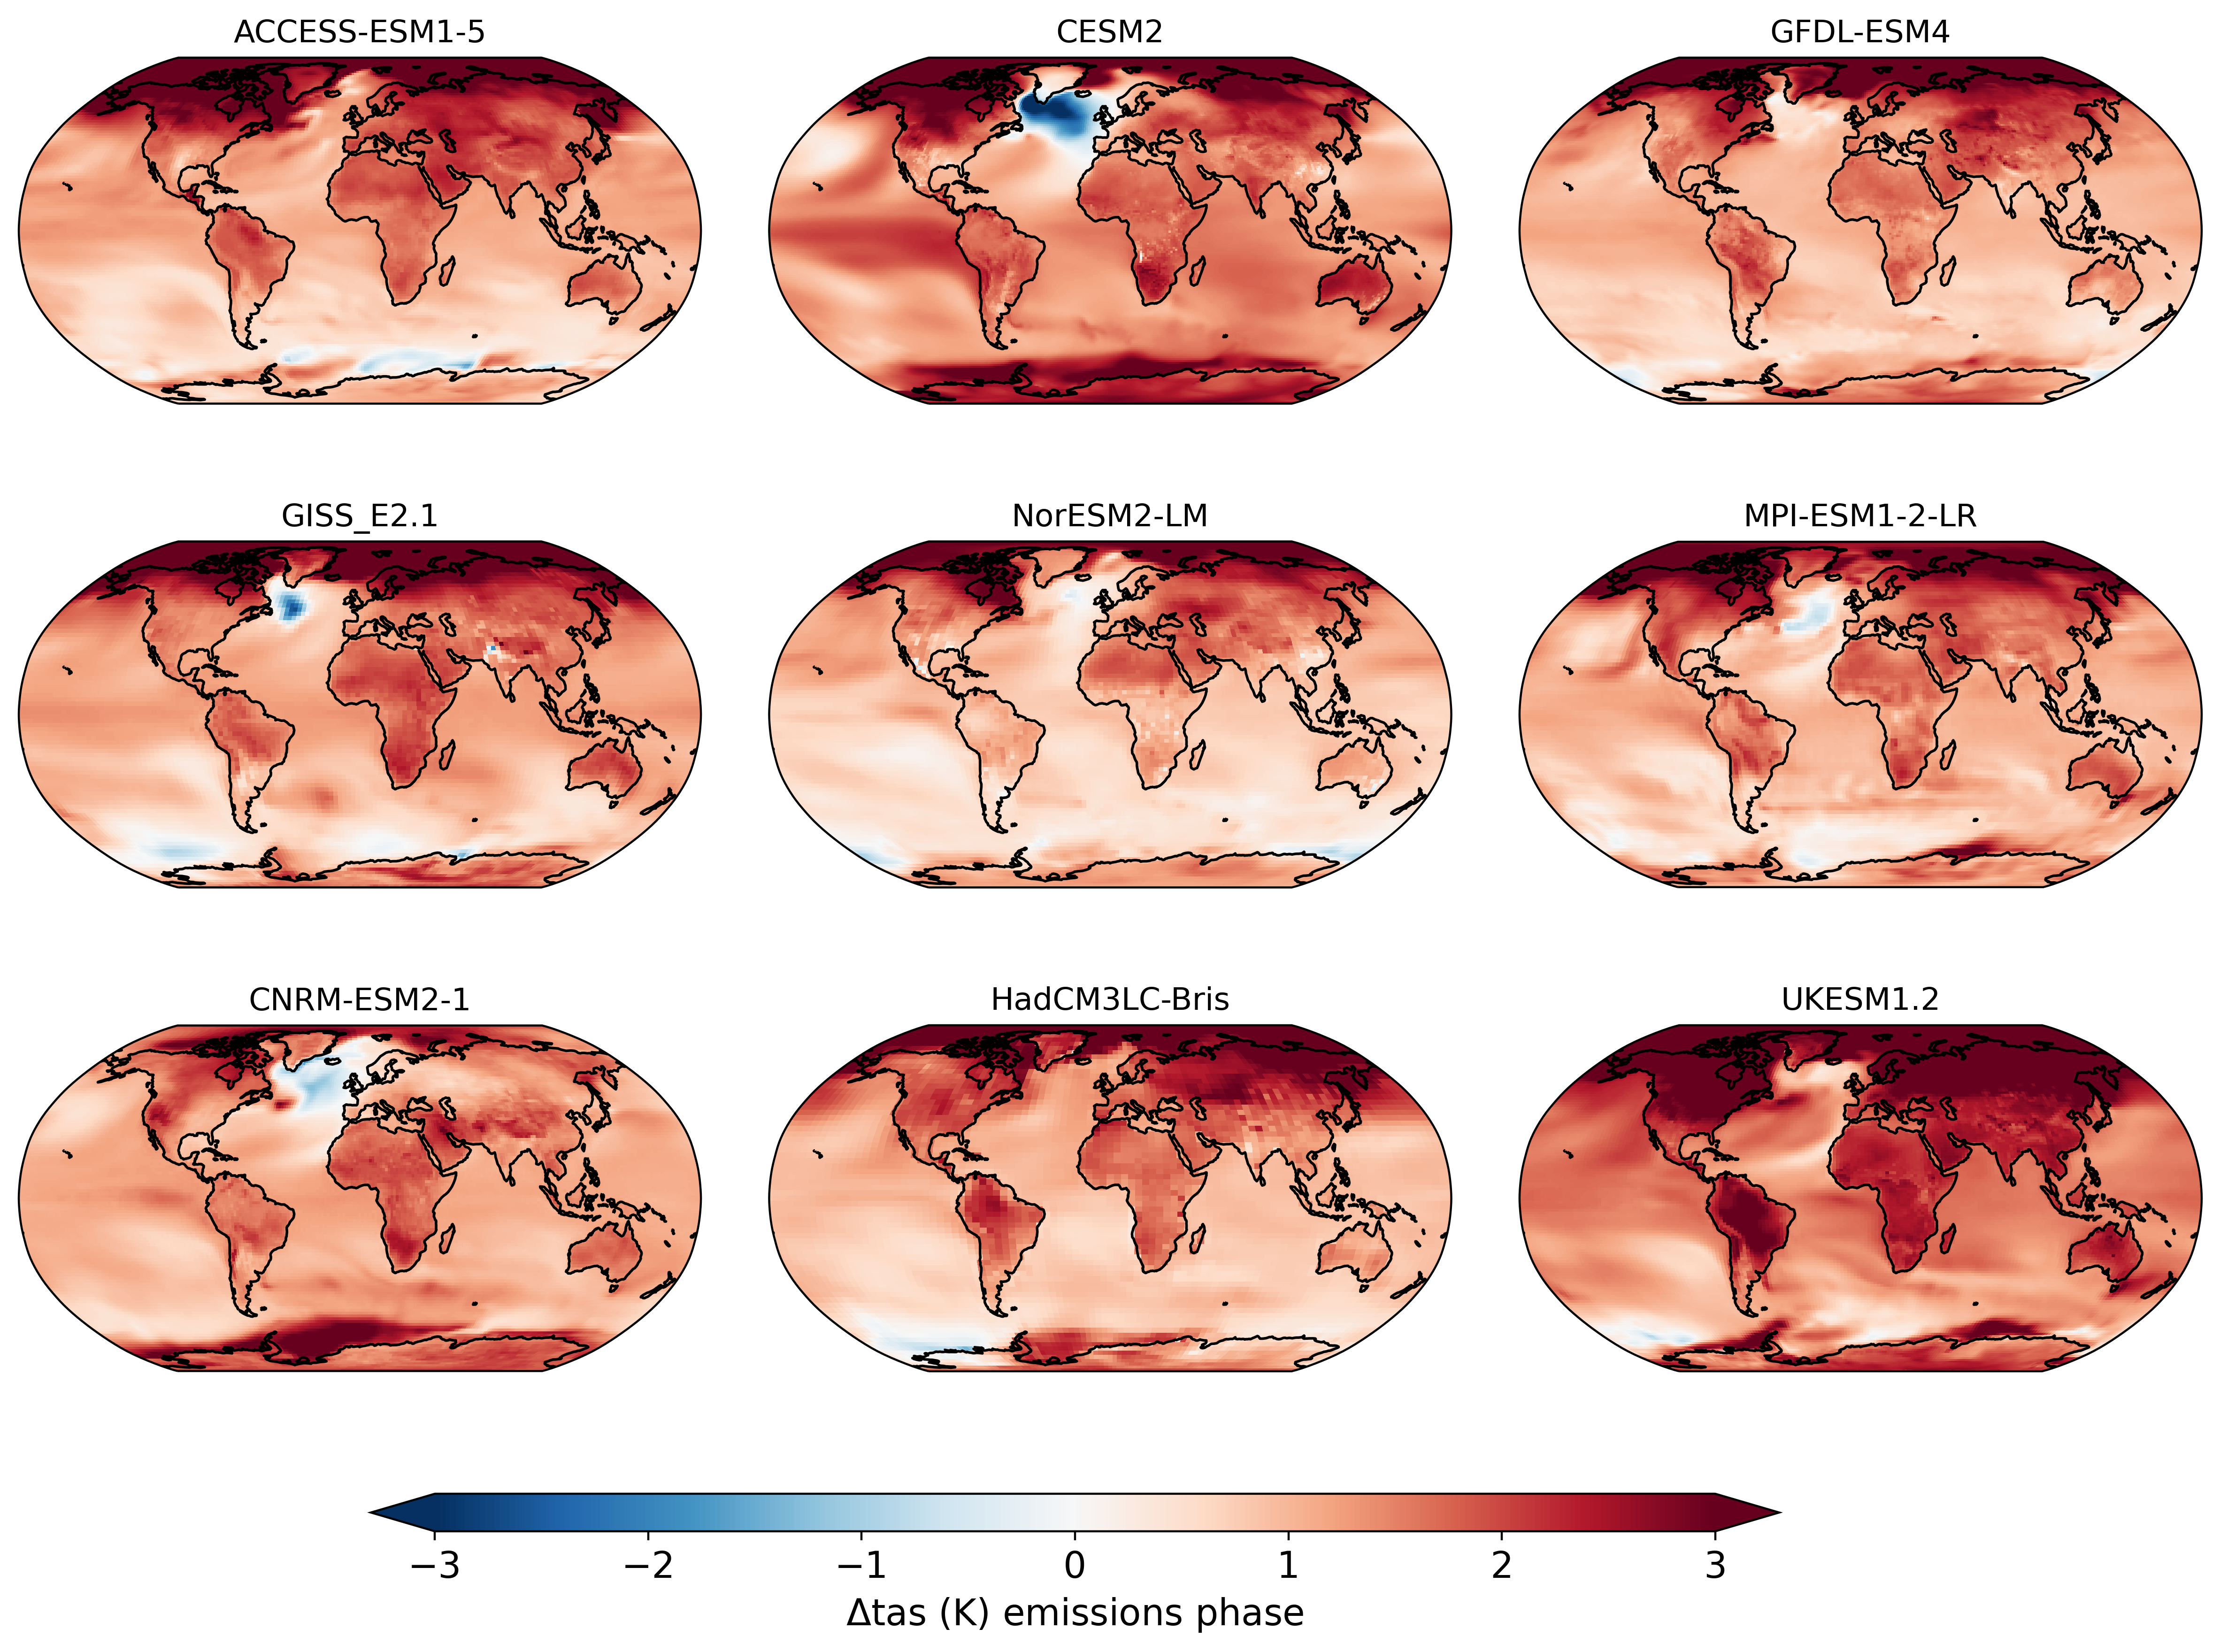 ACCESS-ESM1-5 CESM2 GFDL-ESM4
GISS_E2.1 NorESM2-LM MPI-ESM1-2-LR
CNRM-ESM2-1 HadCM3LC-Bris UKESM1.2
−3 −2 −1 0 1 2 3
Δtas (K) emissions phase